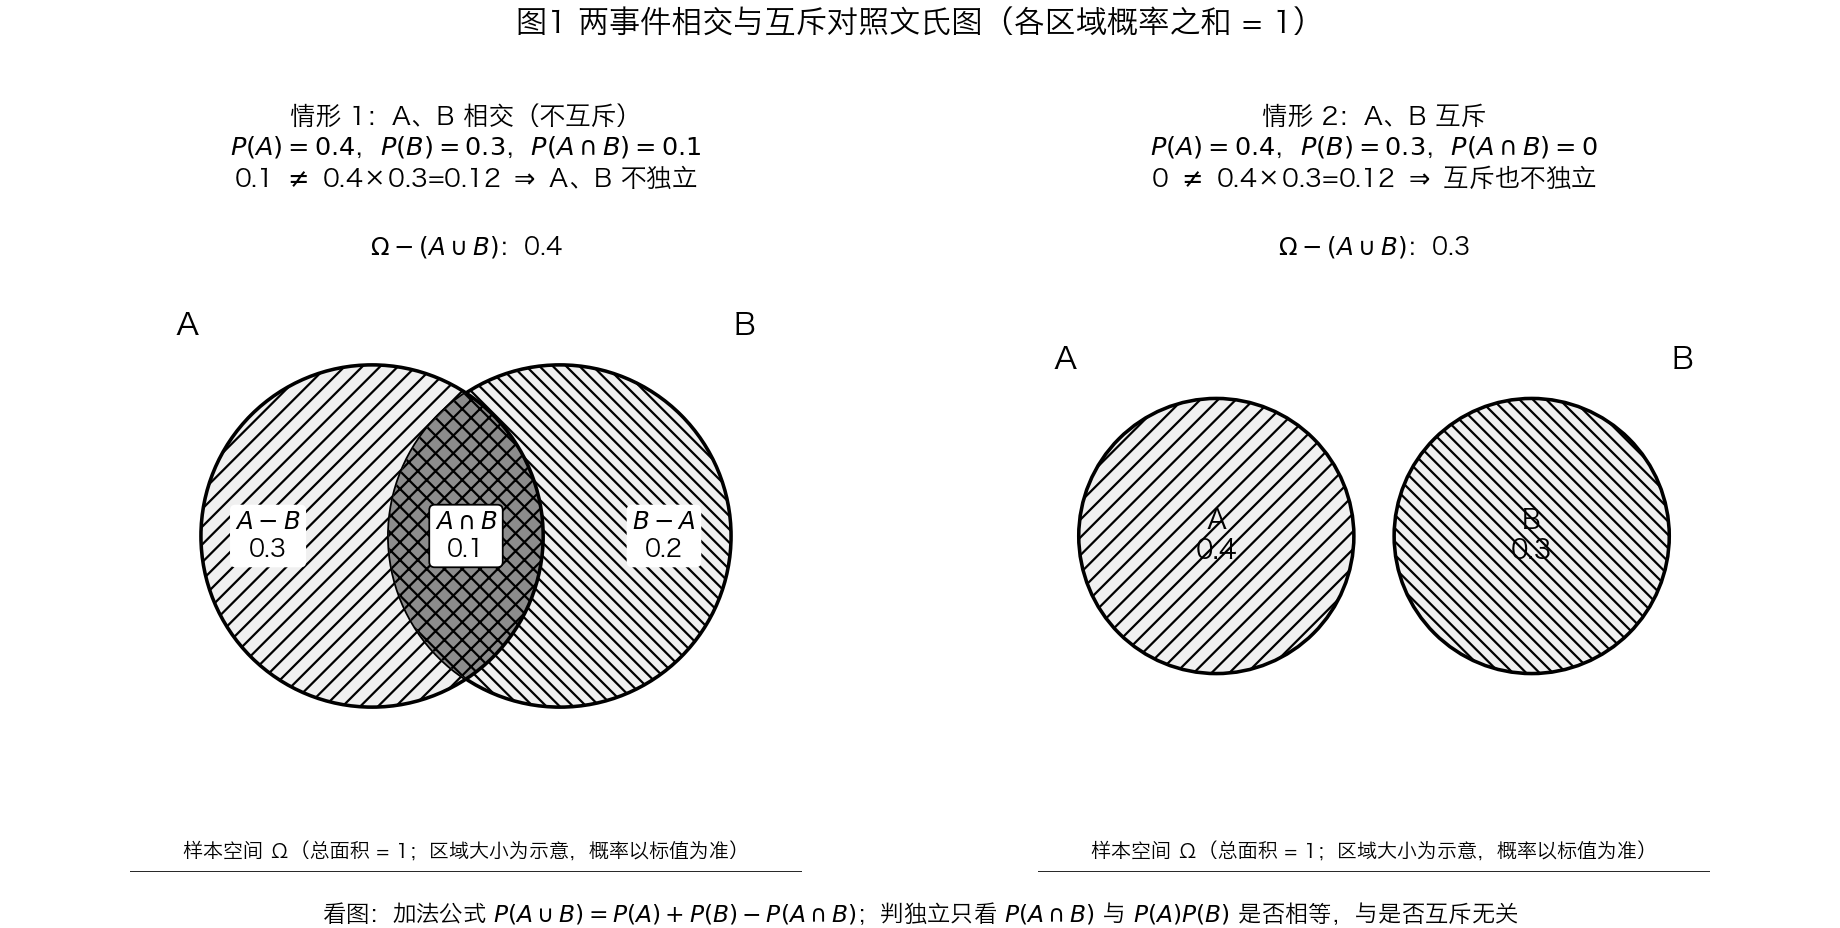 图1 两事件相交与互斥对照文氏图（各区域概率之和 = 1）
情形 1：A、B 相交（不互斥）
P(A) = 0.4，P(B) = 0.3，P(A ∩ B) = 0.1
0.1 ≠ 0.4×0.3=0.12 ⇒ A、B 不独立
Ω − (A ∪ B)：0.4
A
B
A − B
0.3
A ∩ B
0.1
B − A
0.2
样本空间 Ω（总面积 = 1；区域大小为示意，概率以标值为准）
情形 2：A、B 互斥
P(A) = 0.4，P(B) = 0.3，P(A ∩ B) = 0
0 ≠ 0.4×0.3=0.12 ⇒ 互斥也不独立
Ω − (A ∪ B)：0.3
A
B
A
0.4
B
0.3
样本空间 Ω（总面积 = 1；区域大小为示意，概率以标值为准）
看图：加法公式 P(A ∪ B) = P(A) + P(B) − P(A ∩ B)；判独立只看 P(A ∩ B) 与 P(A)P(B) 是否相等，与是否互斥无关